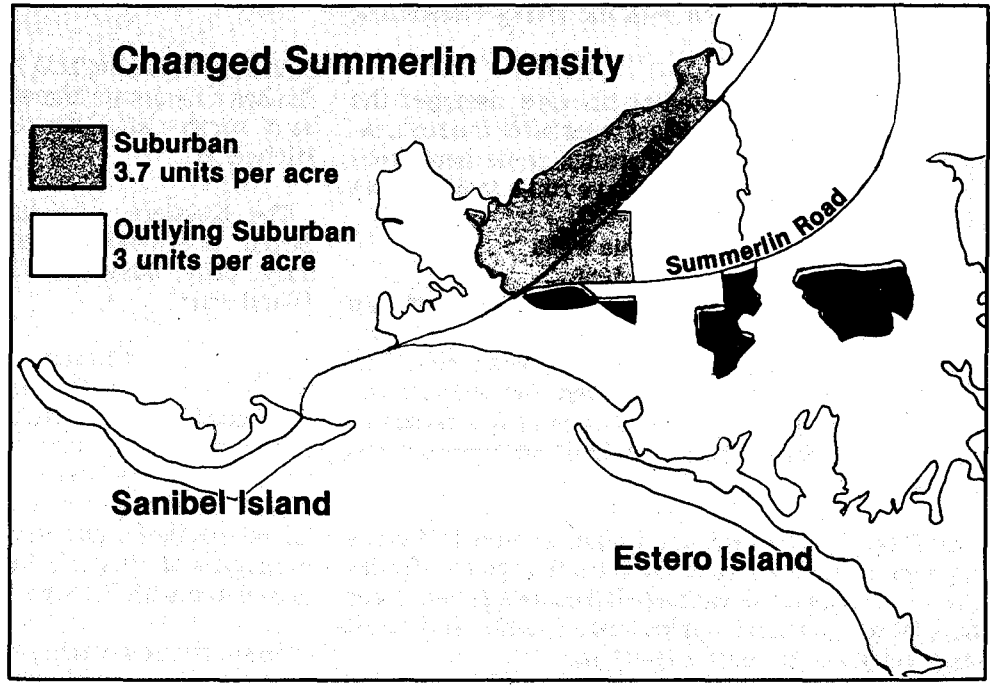 Changed Summerlin Density
Suburban
3.7 units per acre
Outlying Suburban
3 units per acre
Summerlin Road
Sanibel Island
Estero Island